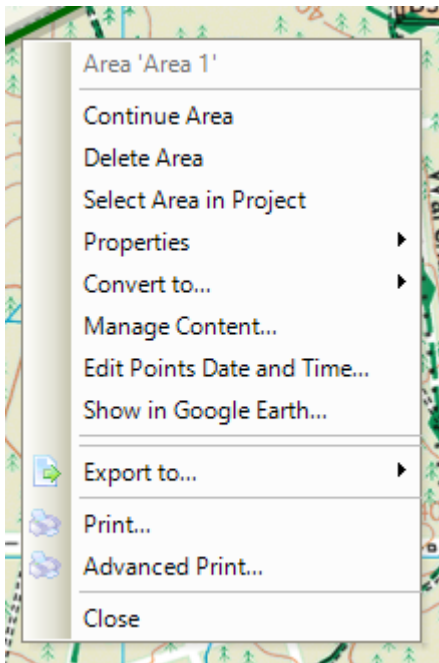 Area 'Area 1'
Continue Area
Delete Area
Select Area in Project
Properties
Convert to...
Manage Content...
Edit Points Date and Time...
Show in Google Earth...
Export to...
Print...
Advanced Print...
Close